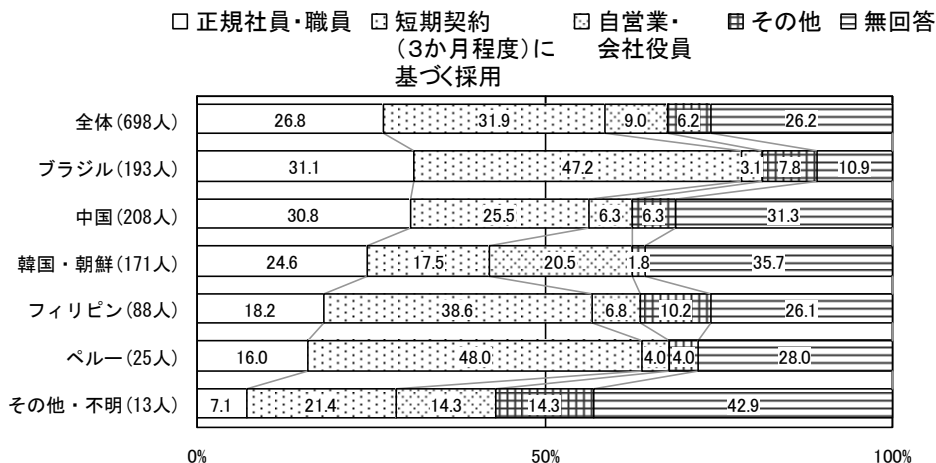 正規社員・職員 短期契約（３か月程度）に基づく採用 自営業・会社役員 その他 無回答
全体(698人) 26.8 31.9 9.0 6.2 26.2
ブラジル(193人) 31.1 47.2 3.1 7.8 10.9
中国(208人) 30.8 25.5 6.3 6.3 31.3
韓国・朝鮮(171人) 24.6 17.5 20.5 1.8 35.7
フィリピン(88人) 18.2 38.6 6.8 10.2 26.1
ペルー(25人) 16.0 48.0 4.0 4.0 28.0
その他・不明(13人) 7.1 21.4 14.3 14.3 42.9
0% 50% 100%